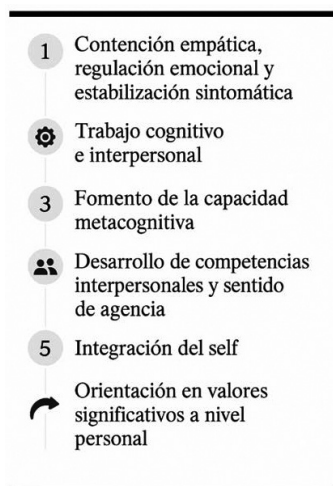 1 Contención empática,
regulación emocional y
estabilización sintomática
Trabajo cognitivo
e interpersonal
3 Fomento de la capacidad
metacognitiva
Desarrollo de competencias
interpersonales y sentido
de agencia
5 Integración del self
Orientación en valores
significativos a nivel
personal